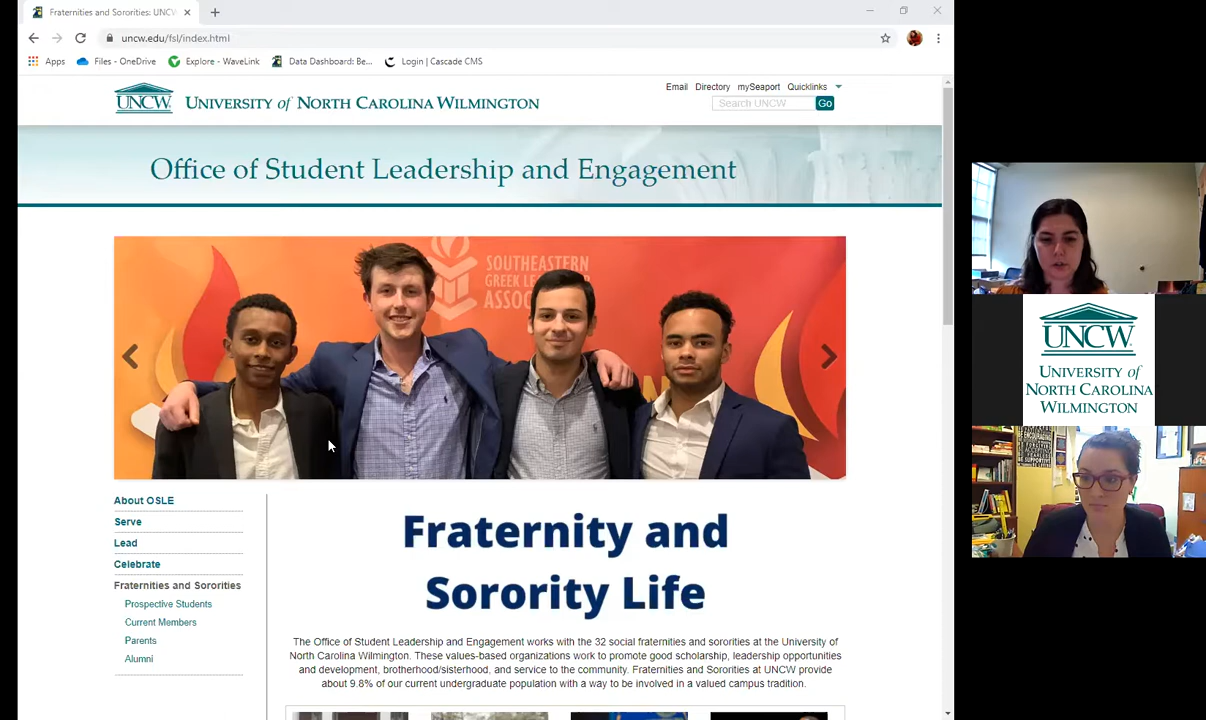 Fraternities and Sororities: UNCW
uncw.edu/fsl/index.html
Apps
Files - OneDrive
Explore - WaveLink
Data Dashboard: Be...
Login | Cascade CMS
UNCW
UNIVERSITY of NORTH CAROLINA WILMINGTON
Email
Directory
mySeaport
Quicklinks
Search UNCW
Go
Office of Student Leadership and Engagement
SOUTHEASTERN
GREEK LE
ASSOC
About OSLE
Serve
Lead
Celebrate
Fraternities and Sororities
Prospective Students
Current Members
Parents
Alumni
Fraternity and
Sorority Life
The Office of Student Leadership and Engagement works with the 32 social fraternities and sororities at the University of
North Carolina Wilmington. These values-based organizations work to promote good scholarship, leadership opportunities
and development, brotherhood/sisterhood, and service to the community. Fraternities and Sororities at UNCW provide
about 9.8% of our current undergraduate population with a way to be involved in a valued campus tradition.
UNCW
UNIVERSITY of
NORTH CAROLINA
WILMINGTON